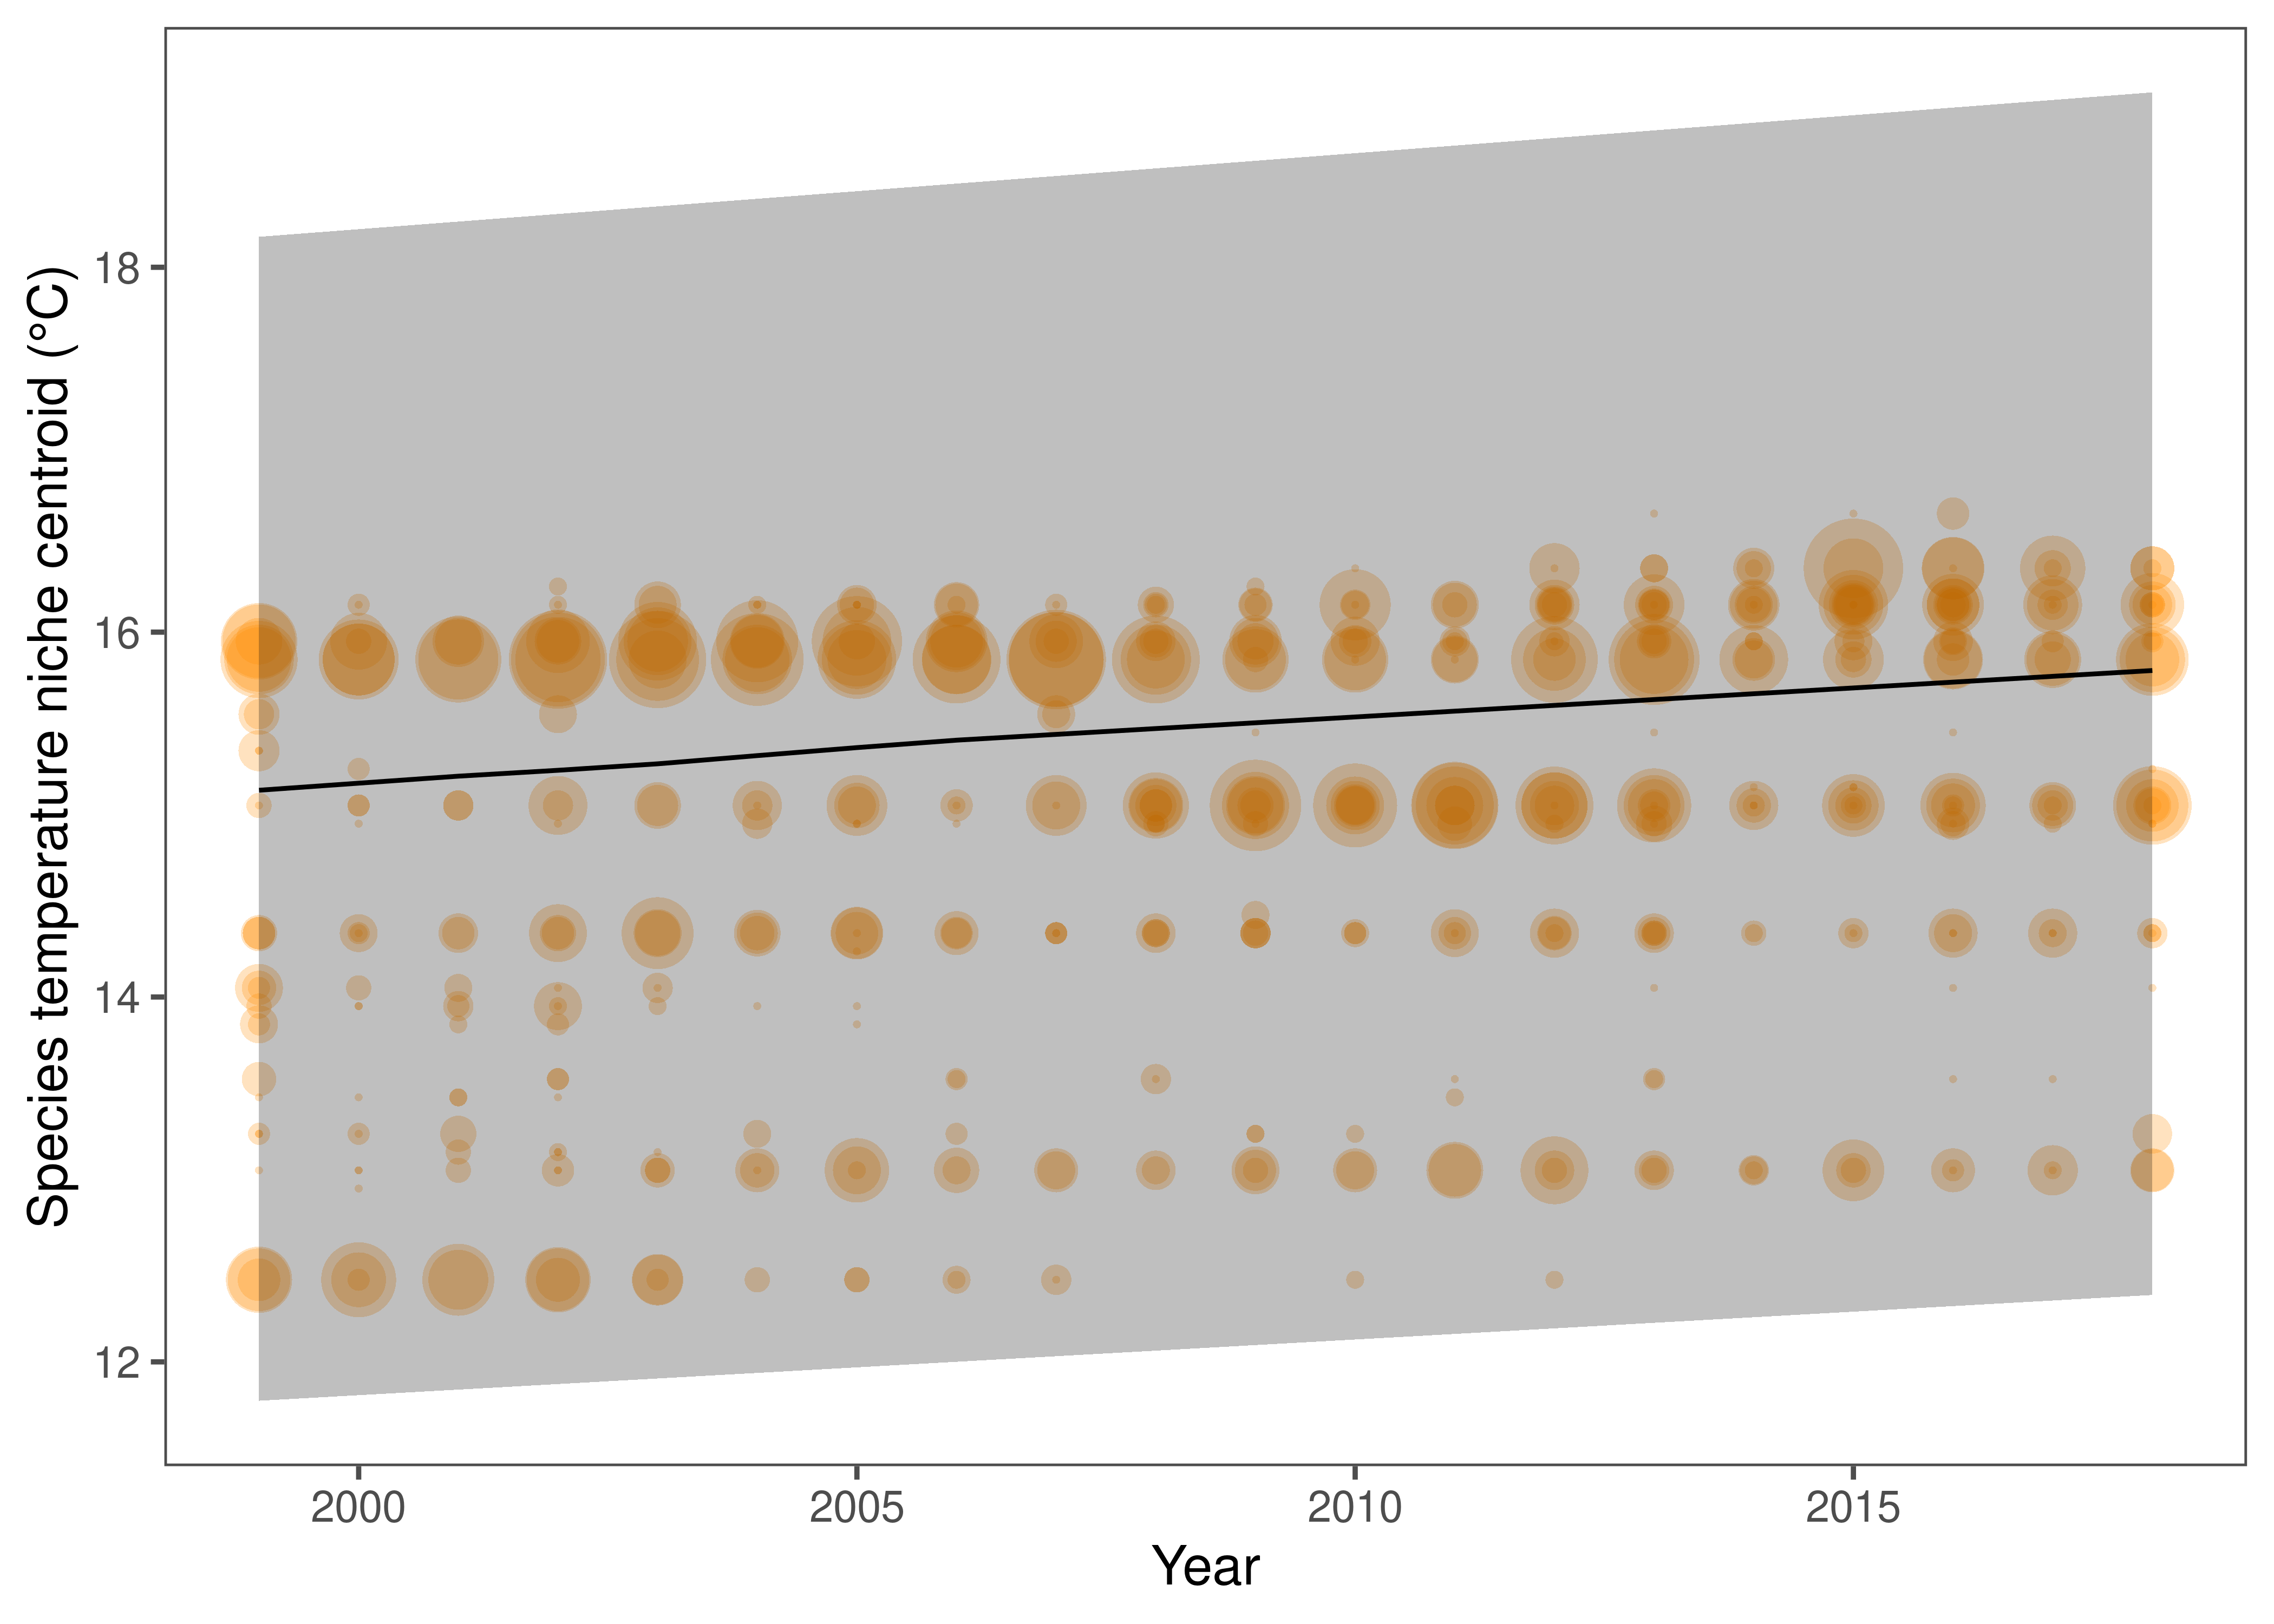 Species temperature niche centroid (°C)
18
16
14
12
2000 2005 2010 2015
Year